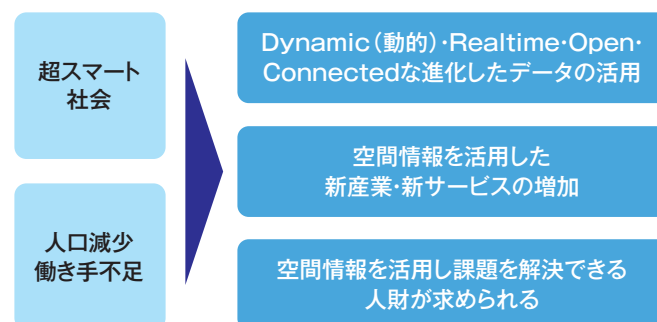 超スマート
社会
人口減少
働き手不足
Dynamic（動的）・Realtime・Open・
Connectedな進化したデータの活用
空間情報を活用した
新産業・新サービスの増加
空間情報を活用し課題を解決できる
人財が求められる